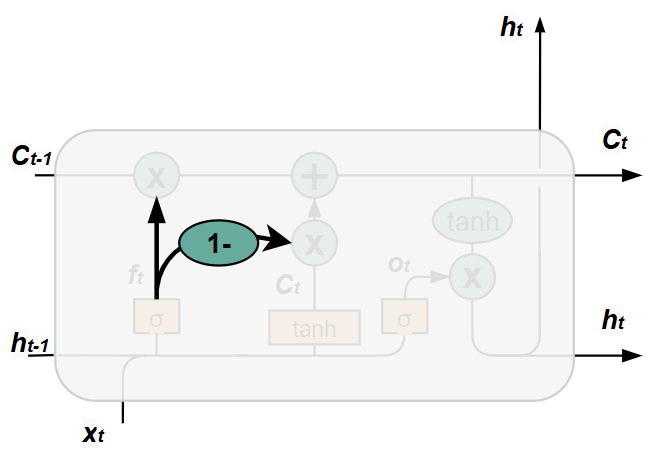 ht
Ct-1
Ct
x
+
x
1-
tanh
ft
Ct
ot
x
σ
tanh
σ
ht-1
ht
xt